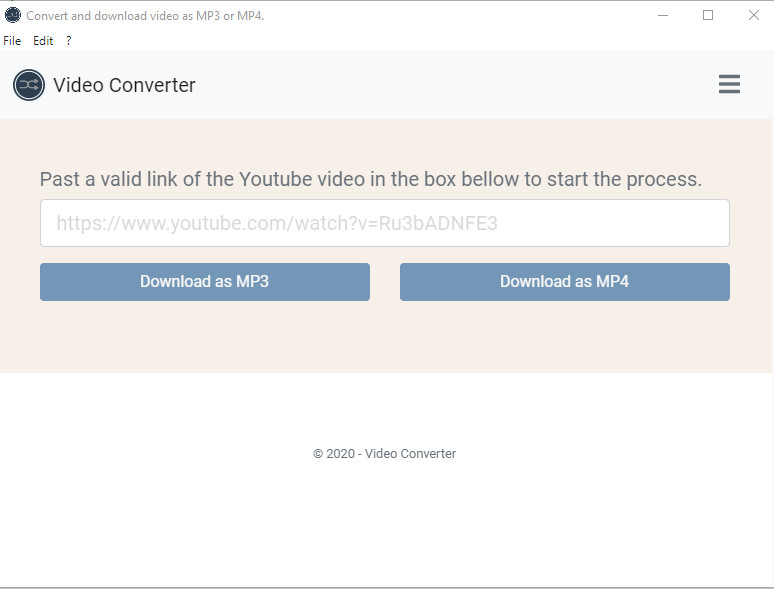 Convert and download video as MP3 or MP4.
File Edit ?
Video Converter
Past a valid link of the Youtube video in the box bellow to start the process.
https://www.youtube.com/watch?v=Ru3bADNFE3
Download as MP3 Download as MP4
© 2020 - Video Converter